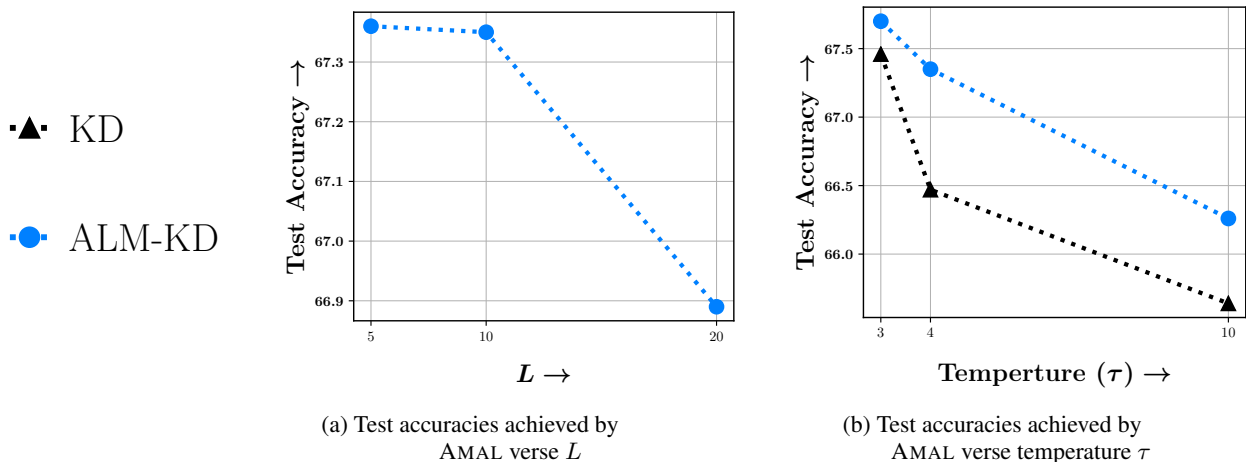 KD
ALM-KD
Test Accuracy →
67.3
67.2
67.1
67.0
66.9
5
10
20
L →
(a) Test accuracies achieved by
AMAL verse L
Test Accuracy →
67.5
67.0
66.5
66.0
3
4
10
Temperture (τ) →
(b) Test accuracies achieved by
AMAL verse temperature τ